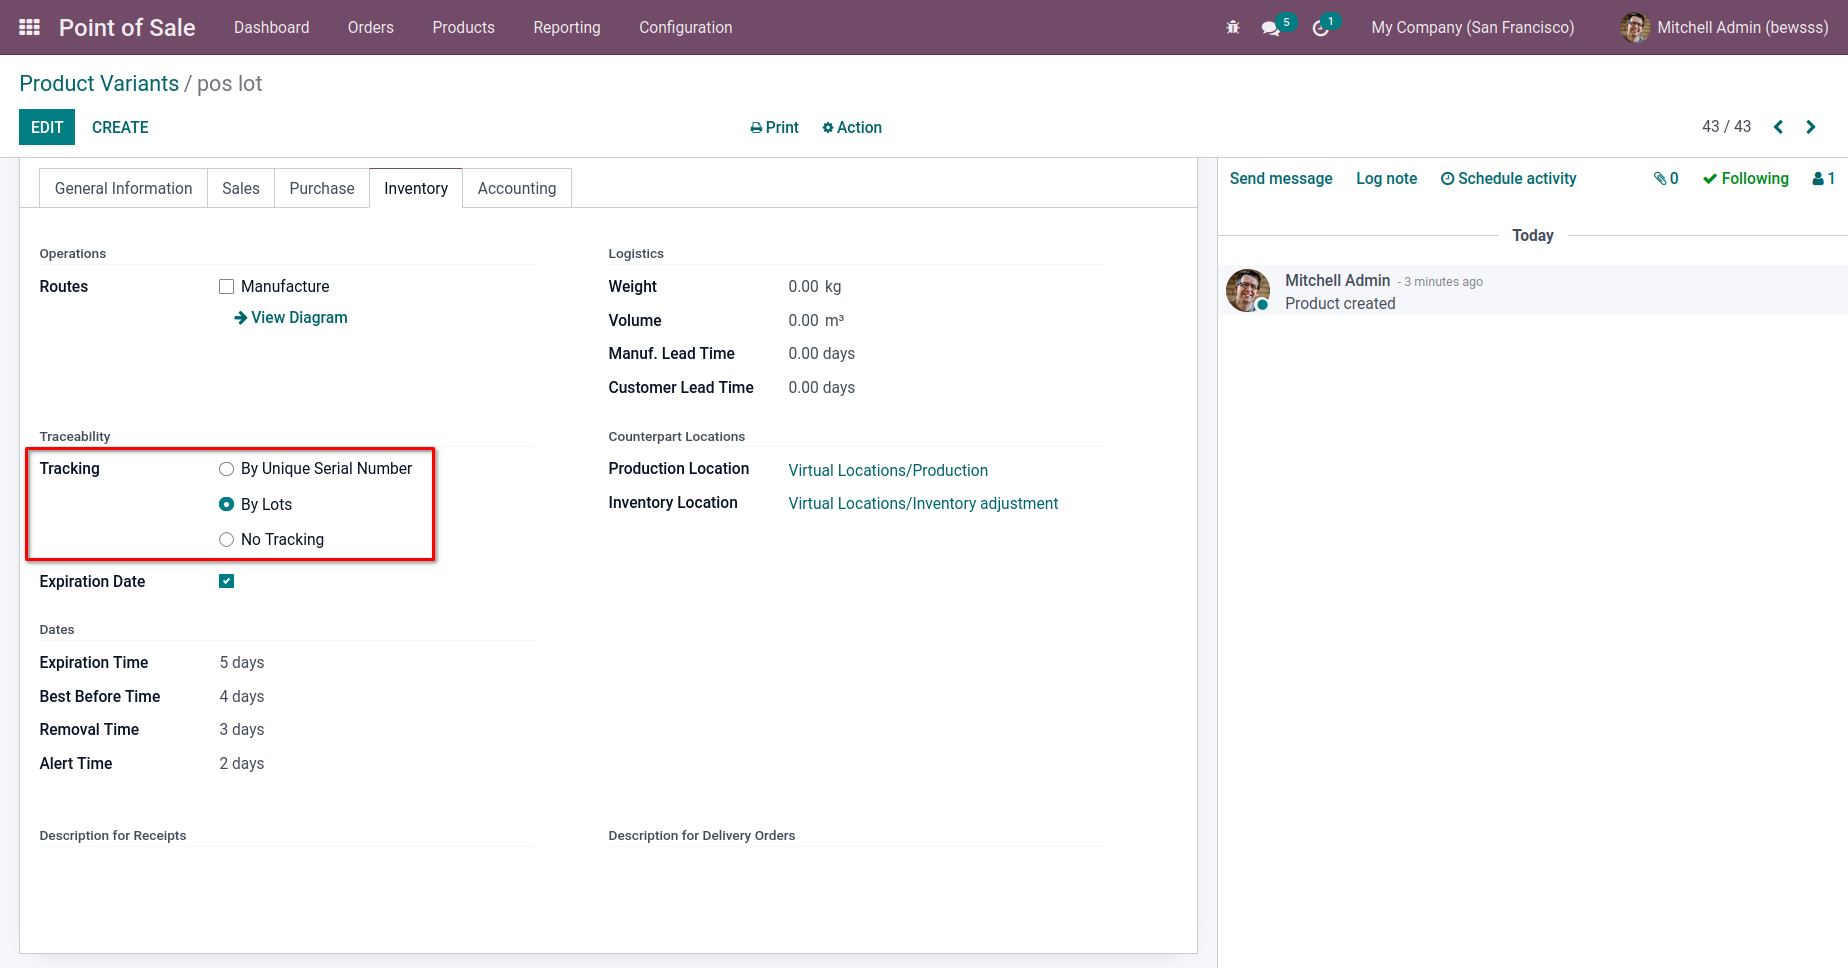 Point of Sale Dashboard Orders Products Reporting Configuration 5 1 My Company (San Francisco) Mitchell Admin (bewsss)
Product Variants / pos lot
EDIT CREATE Print Action 43 / 43
General Information Sales Purchase Inventory Accounting
Send message Log note Schedule activity 0 Following 1
Today
Mitchell Admin - 3 minutes ago
Product created
Operations
Routes Manufacture
View Diagram
Logistics
Weight 0.00 kg
Volume 0.00 m³
Manuf. Lead Time 0.00 days
Customer Lead Time 0.00 days
Traceability
Tracking By Unique Serial Number
By Lots
No Tracking
Expiration Date
Counterpart Locations
Production Location Virtual Locations/Production
Inventory Location Virtual Locations/Inventory adjustment
Dates
Expiration Time 5 days
Best Before Time 4 days
Removal Time 3 days
Alert Time 2 days
Description for Receipts
Description for Delivery Orders